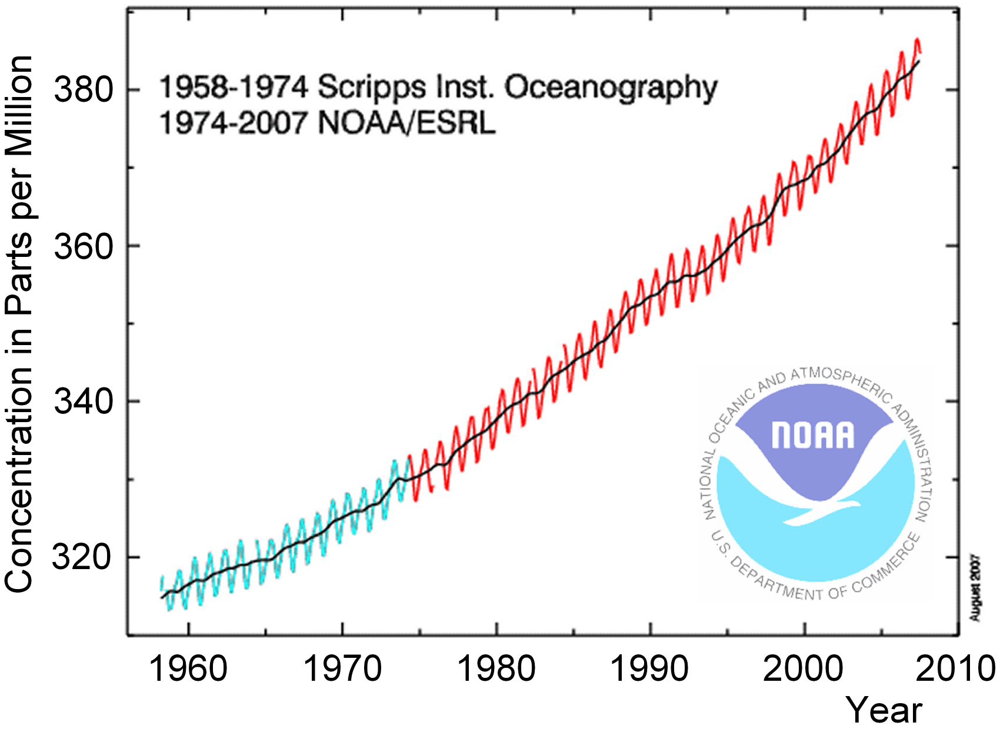 Concentration in Parts per Million
380
360
340
320
1958-1974 Scripps Inst. Oceanography
1974-2007 NOAA/ESRL
NATIONAL OCEANIC AND ATMOSPHERIC ADMINISTRATION
NOAA
U.S. DEPARTMENT OF COMMERCE
August 2007
1960 1970 1980 1990 2000 2010
Year